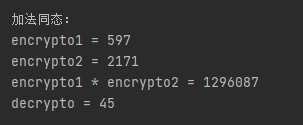 加法同态:
encrypto1 = 597
encrypto2 = 2171
encrypto1 * encrypto2 = 1296087
decrypto = 45